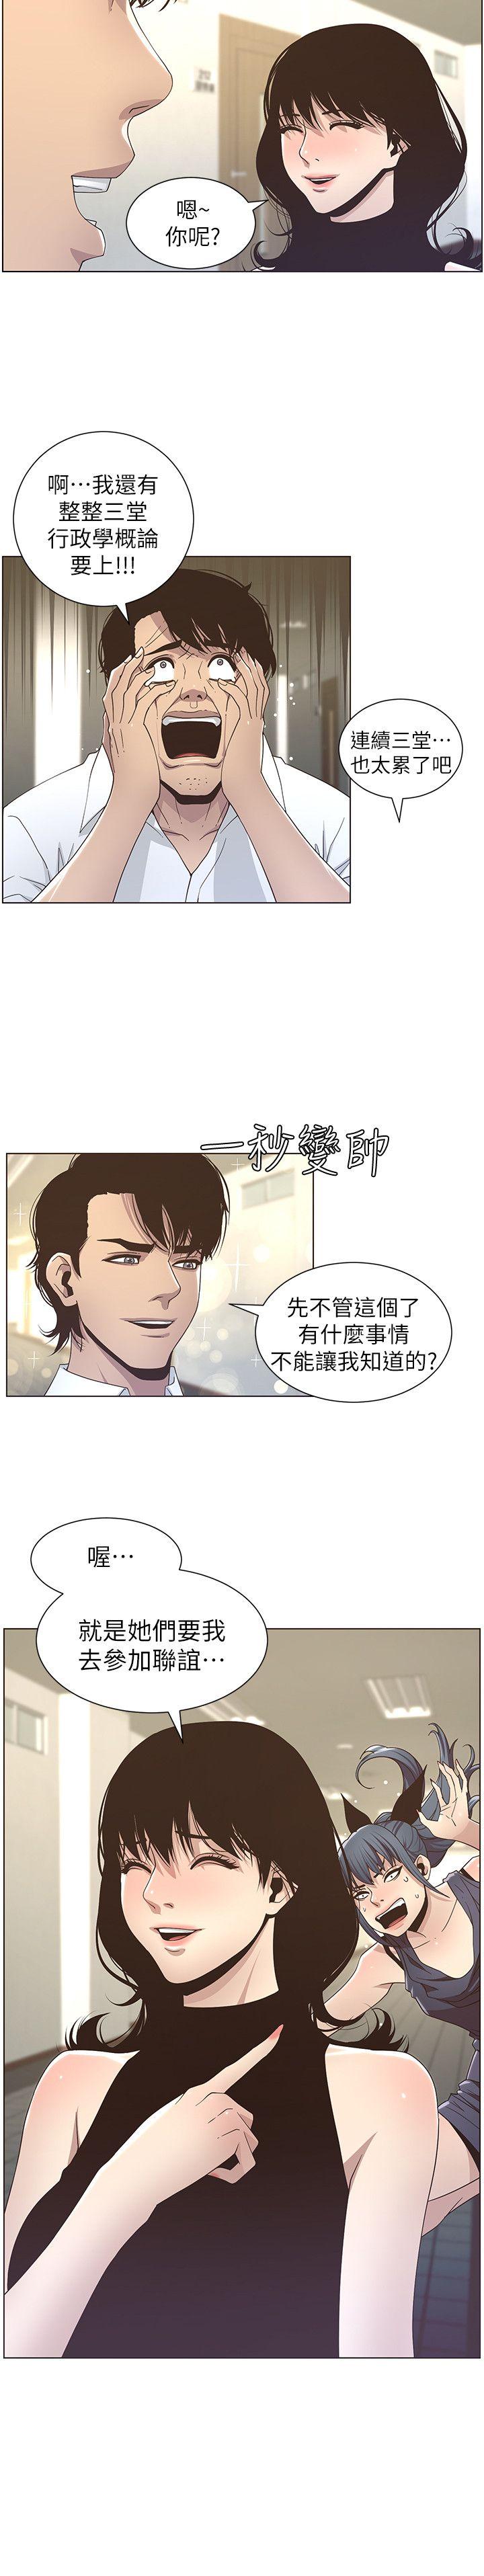 嗯~
你呢?
啊⋯我還有
整整三堂
行政學概論
要上!!!
連續三堂⋯
也太累了吧
一秒變帥
先不管這個了
有什麼事情
不能讓我知道的?
喔⋯
就是她們要我
去參加聯誼⋯